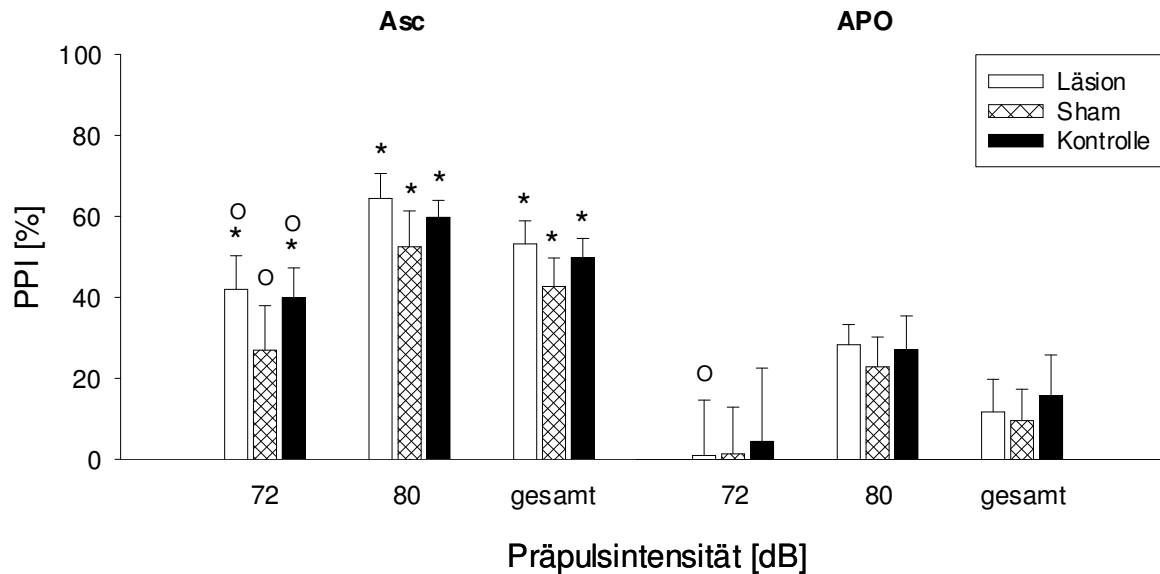 Asc APO
100
80
60
40
20
0
PPI [%]
Läsion
Sham
Kontrolle
* * * * * *
O O
* O *
O
72 80 gesamt 72 80 gesamt
Präpulsintensität [dB]